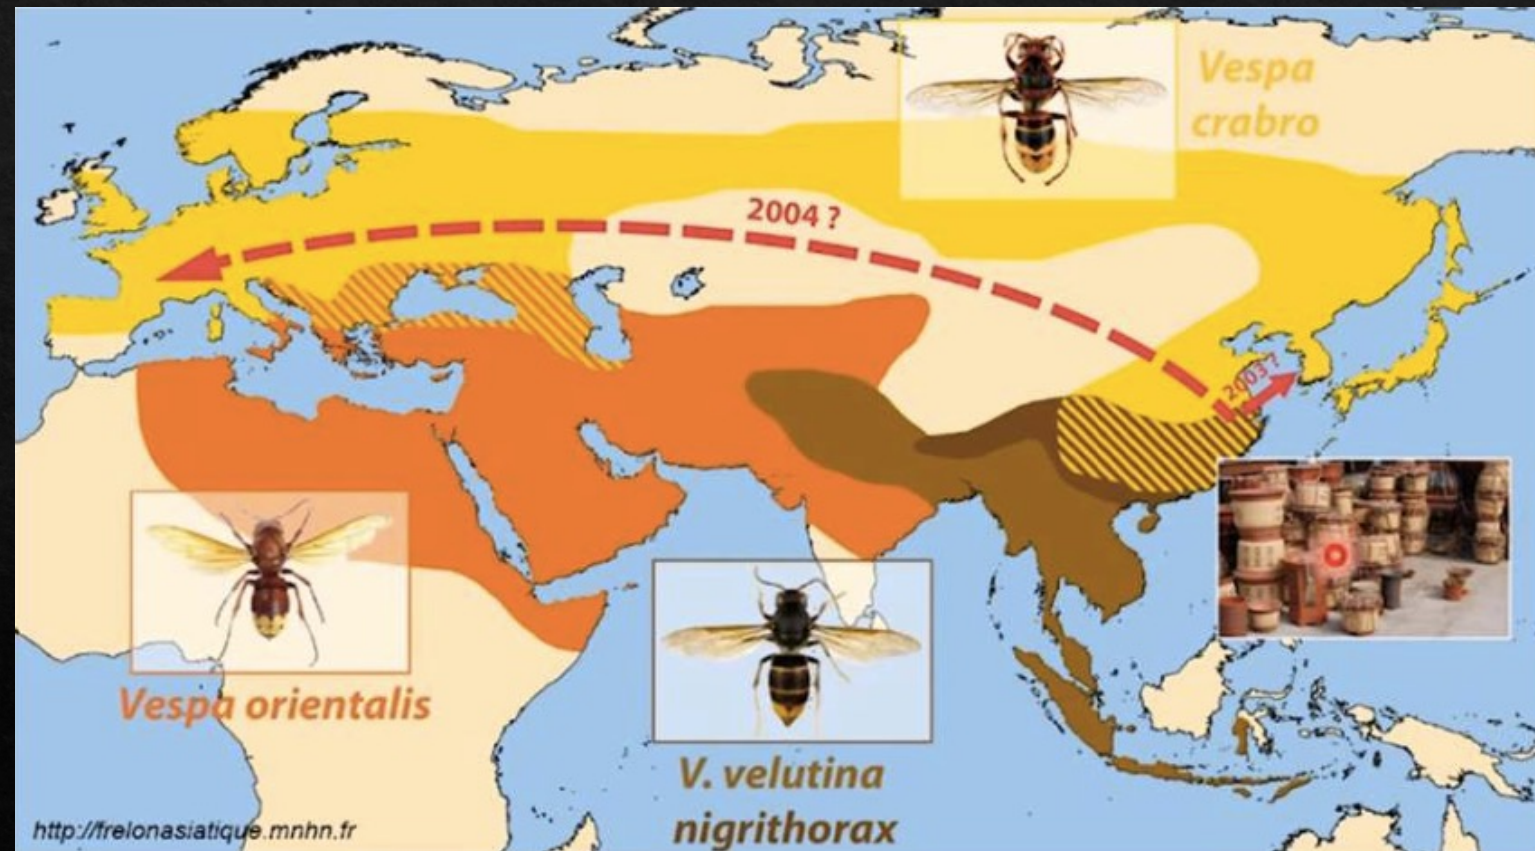 Vespa
crabro
2004 ?
2003 ?
Vespa orientalis
V. velutina
nigrithorax
http://frelonasiatique.mnhn.fr